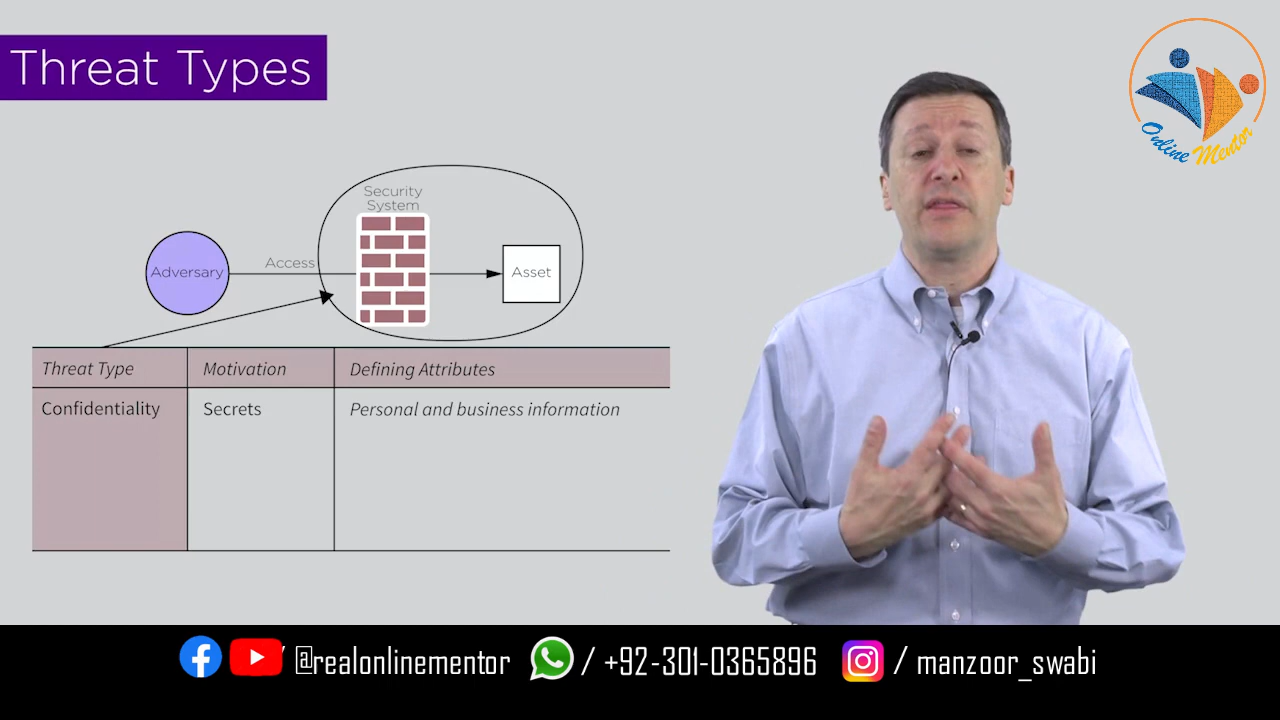 Threat Types
Online Mentor
Security
System
Adversary
Access
Asset
Threat Type Motivation Defining Attributes
Confidentiality Secrets Personal and business information
/ @realonlinementor / +92-301-0365896 / manzoor_swabi